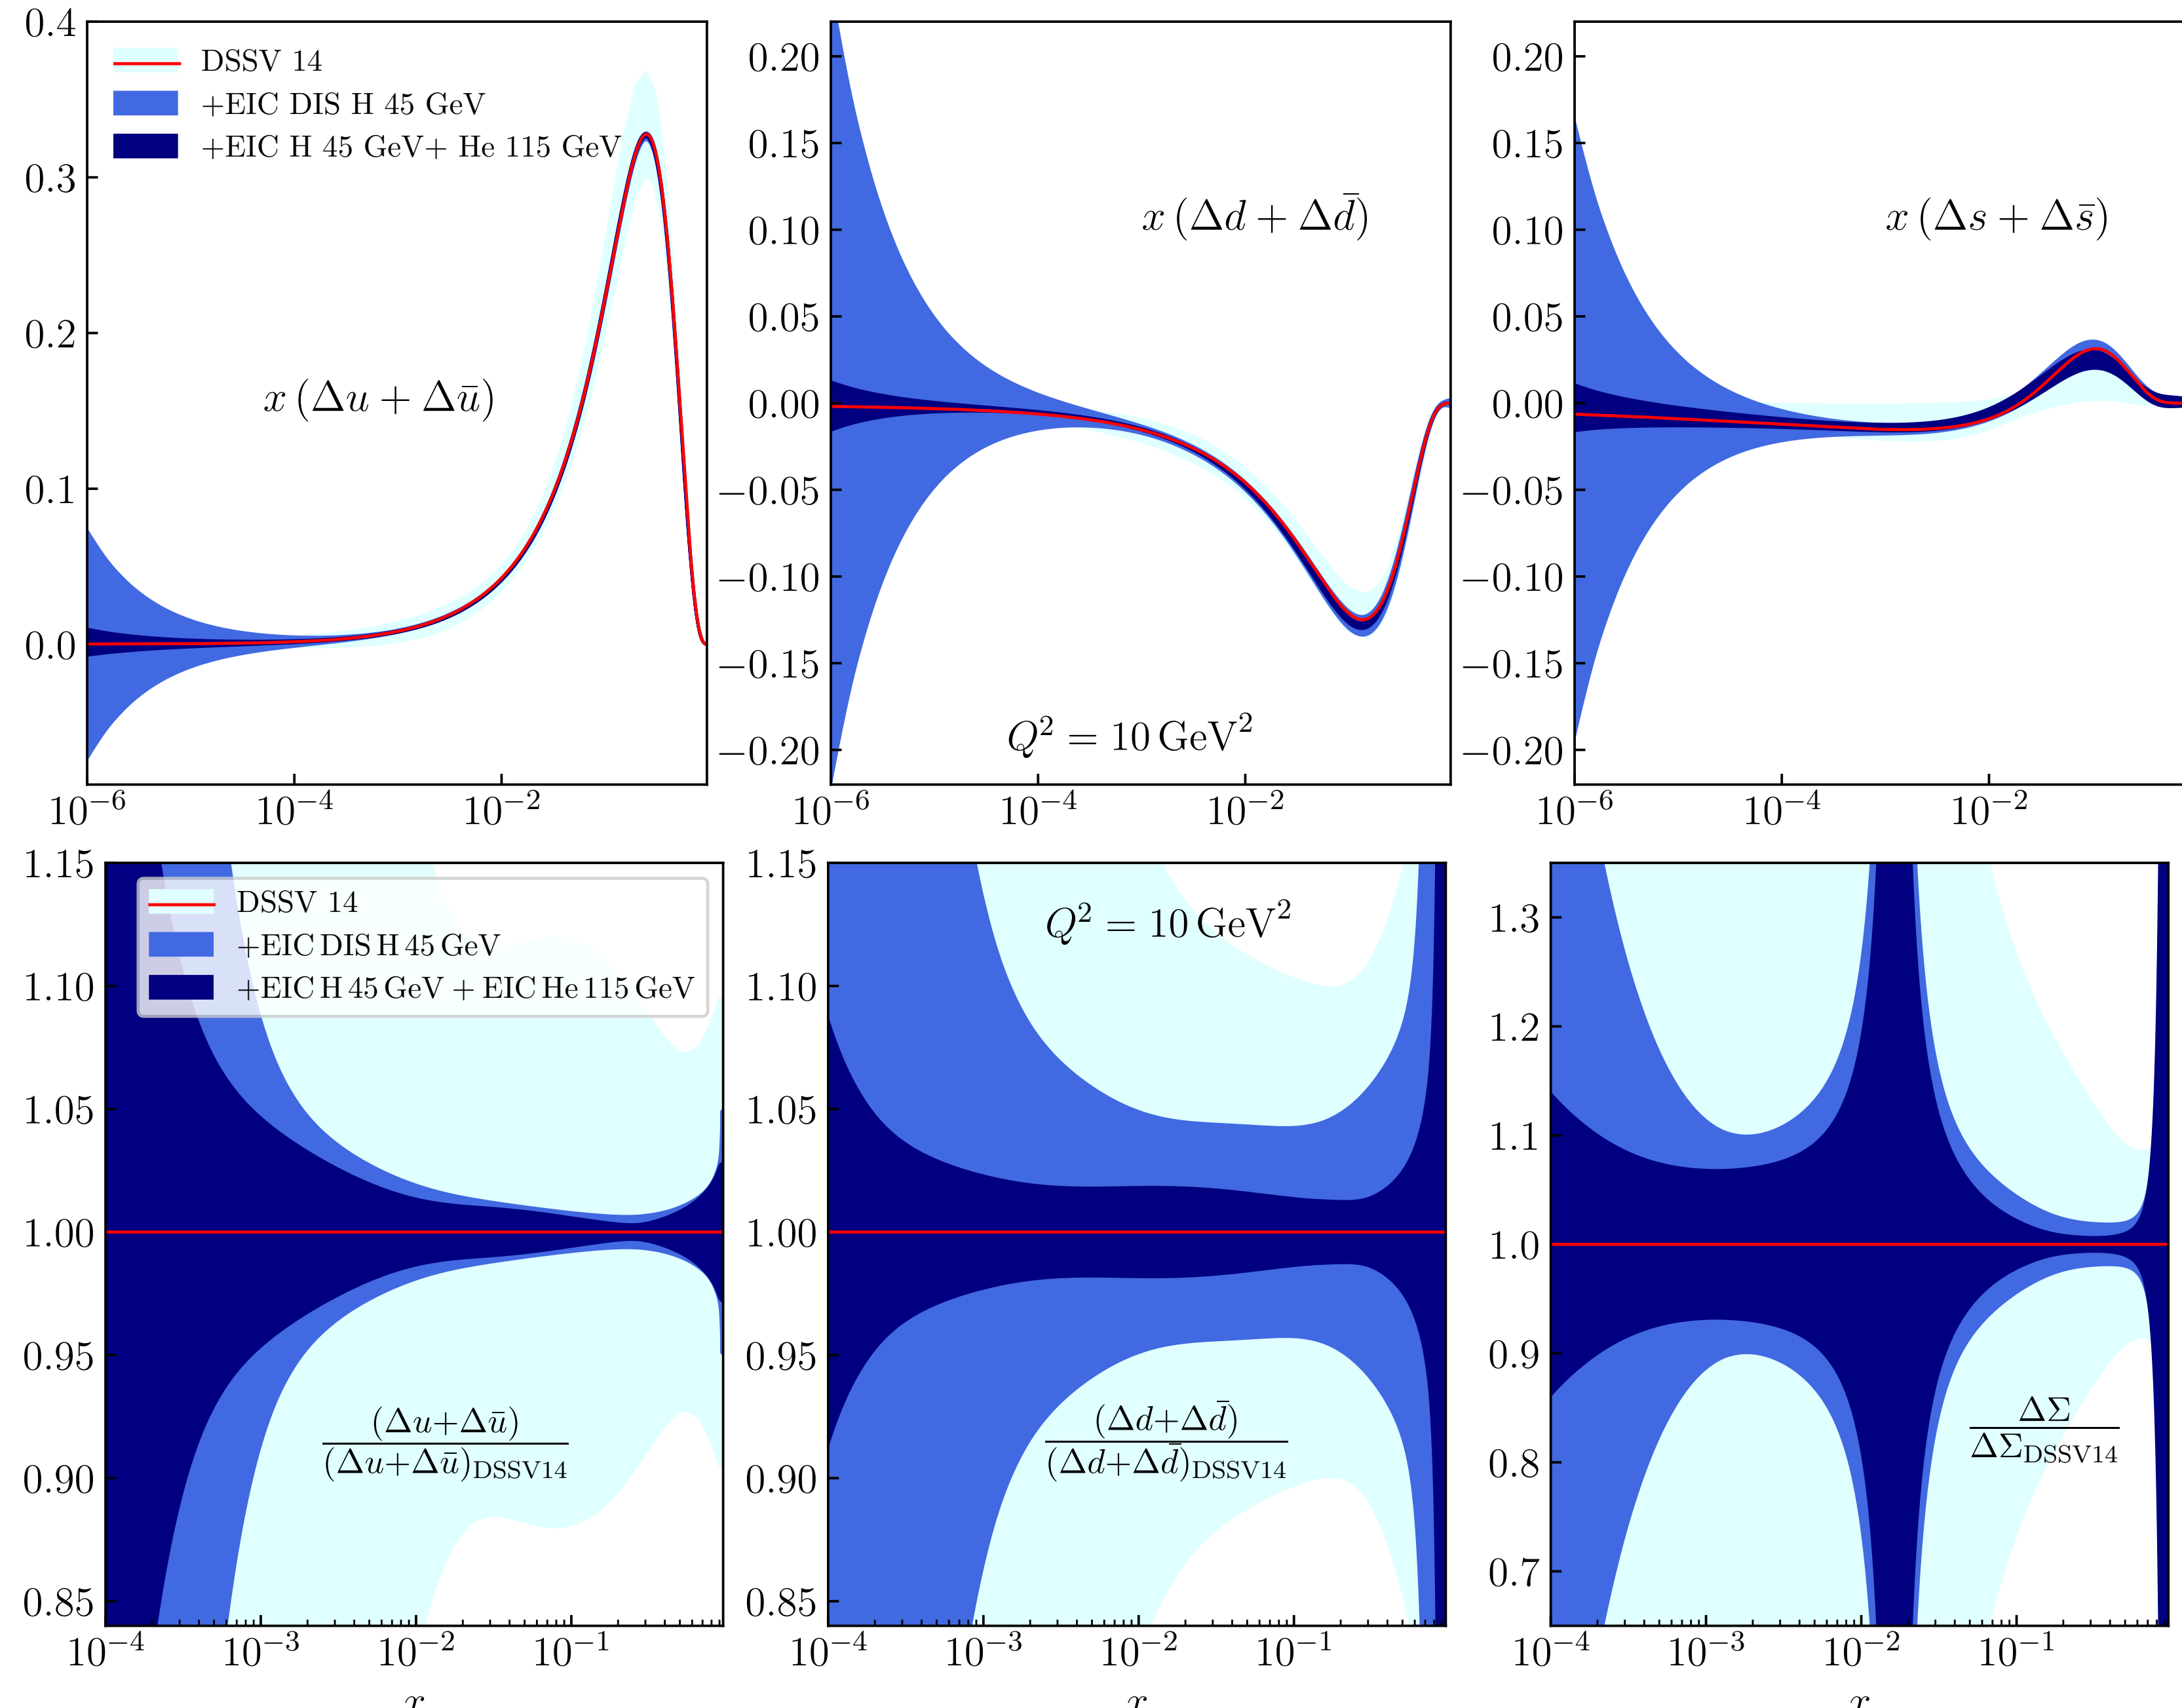 0.4
0.3
0.2
0.1
0.0
DSSV 14
+EIC DIS H 45 GeV
+EIC H 45 GeV+ He 115 GeV
x (Δu + Δū)
10⁻⁶ 10⁻⁴ 10⁻²
0.20
0.15
0.10
0.05
0.00
−0.05
−0.10
−0.15
−0.20
x (Δd + Δd̄)
Q² = 10 GeV²
10⁻⁶ 10⁻⁴ 10⁻²
0.20
0.15
0.10
0.05
0.00
−0.05
−0.10
−0.15
−0.20
x (Δs + Δs̄)
10⁻⁶ 10⁻⁴ 10⁻²
1.15
1.10
1.05
1.00
0.95
0.90
0.85
DSSV 14
+EIC DIS H 45 GeV
+EIC H 45 GeV + EIC He 115 GeV
(Δu+Δū)
(Δu+Δū)DSSV14
10⁻⁴ 10⁻³ 10⁻² 10⁻¹
x
1.15
1.10
1.05
1.00
0.95
0.90
0.85
Q² = 10 GeV²
(Δd+Δd̄)
(Δd+Δd̄)DSSV14
10⁻⁴ 10⁻³ 10⁻² 10⁻¹
x
1.3
1.2
1.1
1.0
0.9
0.8
0.7
ΔΣ
ΔΣDSSV14
10⁻⁴ 10⁻³ 10⁻² 10⁻¹
x